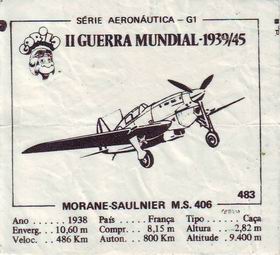 SÉRIE AERONÁUTICA - G1
GORILA
II GUERRA MUNDIAL-1939/45
483
MORANE-SAULNIER M.S. 406
Ano . . . . . . 1938 País . . . . França Tipo . . . . . Caça
Enverg. . . 10,60 m Compr. . . 8,15 m Altura . . . . 2,82 m
Veloc. . . 486 Km Auton. . . 800 Km Altitude . 9.400 m